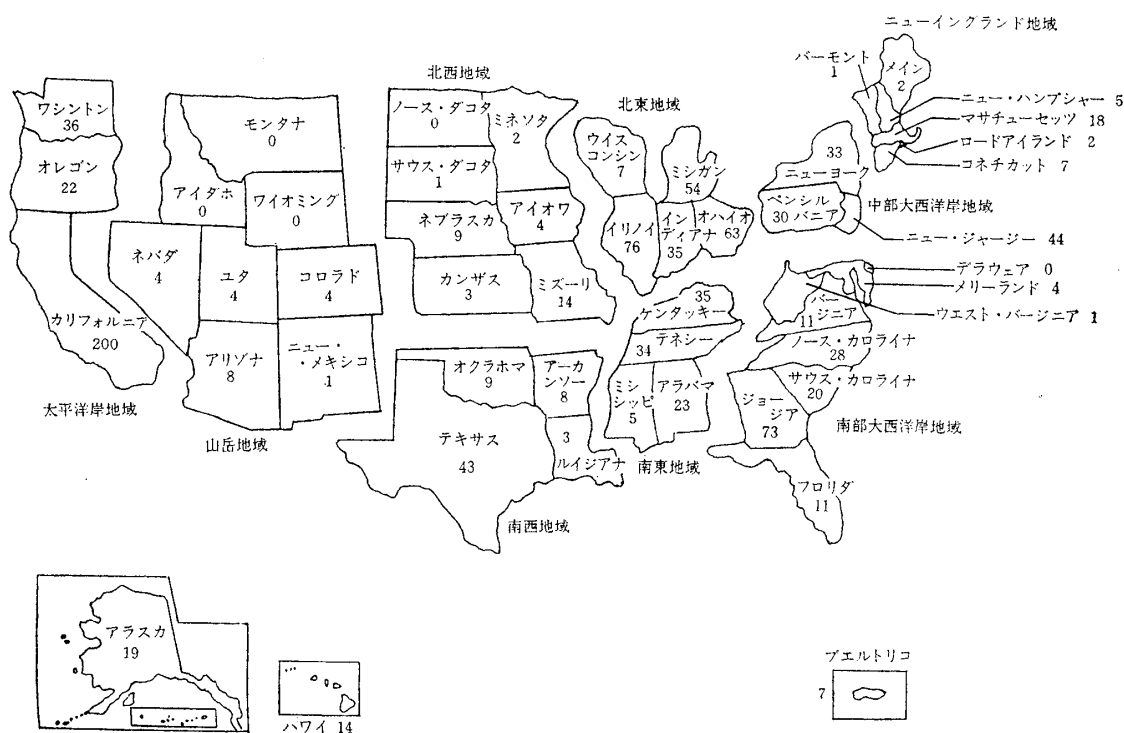 ニューイングランド地域
バーモント
1
メイン
2
ニュー・ハンプシャー 5
マサチューセッツ 18
ロードアイランド 2
コネチカット 7
北西地域
ノース・ダコタ
0
ミネソタ
2
サウス・ダコタ
1
アイオワ
4
ネブラスカ
9
カンザス
3
ミズーリ
14
北東地域
ウイス
コンシン
7
ミシガン
54
イリノイ
76
イン
ディアナ
35
オハイオ
63
33
ニューヨーク
ペンシル
30 バニア
中部大西洋岸地域
ニュー・ジャージー 44
ワシントン
36
オレゴン
22
カリフォルニア
200
太平洋岸地域
モンタナ
0
アイダホ
0
ワイオミング
0
ネバダ
4
ユタ
4
コロラド
4
アリゾナ
8
ニュー・
・メキシコ
1
山岳地域
デラウェア 0
メリーランド 4
ウエスト・バージニア 1
バー
ジニア
11
ノース・カロライナ
28
サウス・カロライナ
20
ジョー
ジア
73
フロリダ
11
南部大西洋岸地域
35
ケンタッキー
34 テネシー
ミシ
シッピ
5
アラバマ
23
南東地域
オクラホマ
9
アーカ
ンソー
8
テキサス
43
3
ルイジアナ
南西地域
アラスカ
19
ハワイ 14
プエルトリコ
7